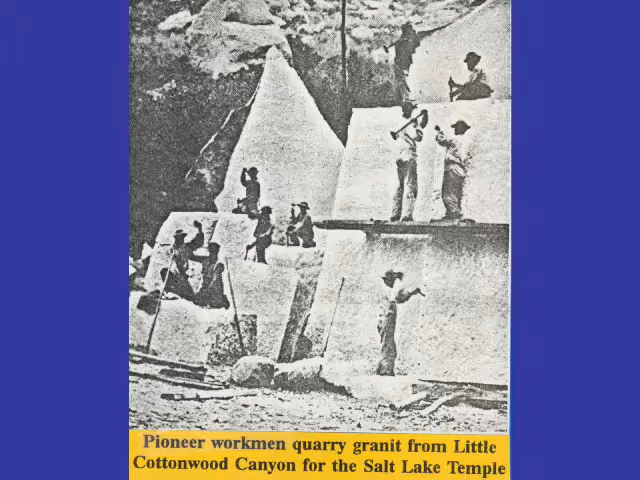 Pioneer workmen quarry granit from Little
Cottonwood Canyon for the Salt Lake Temple